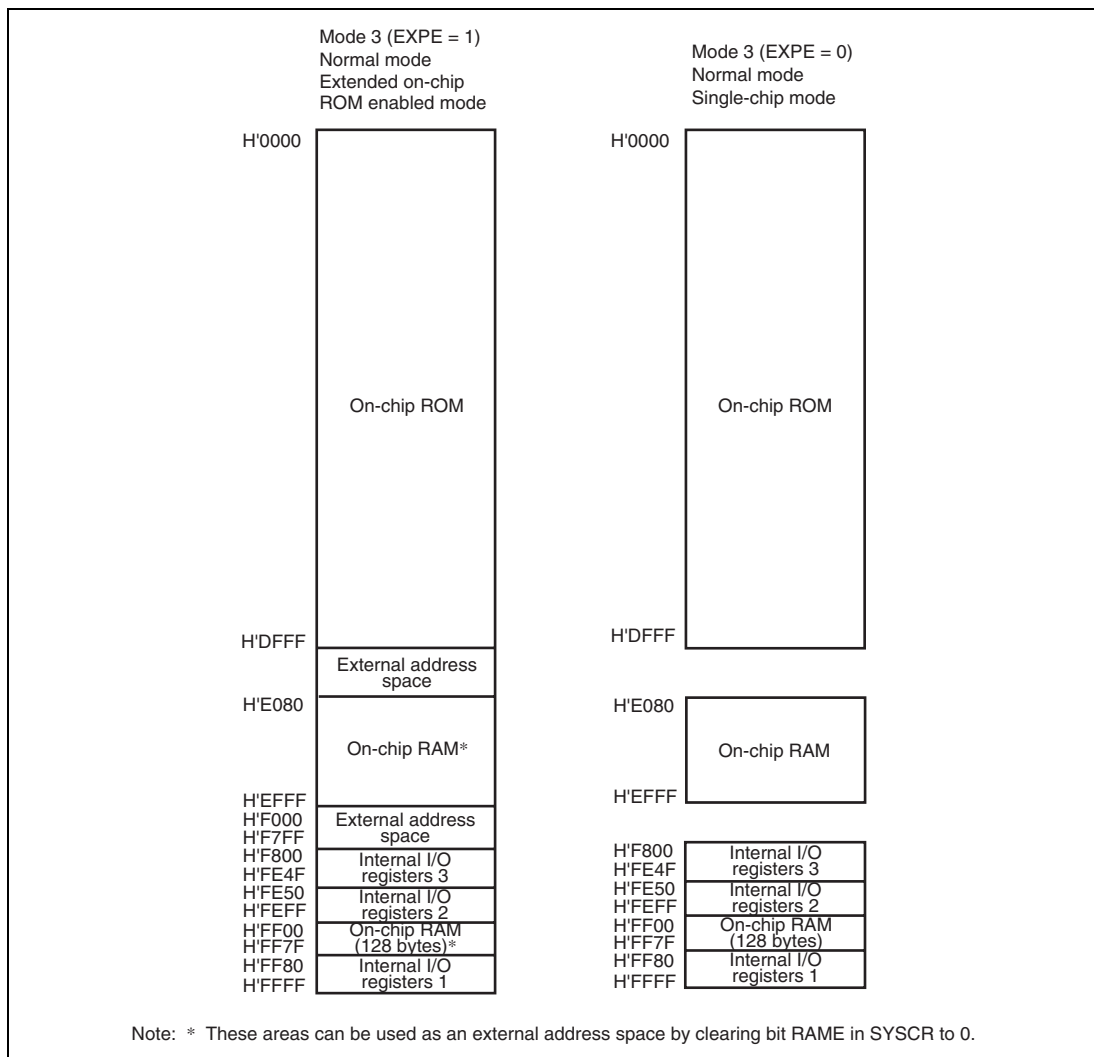 Mode 3 (EXPE = 1)
Normal mode
Extended on-chip
ROM enabled mode
H'0000
On-chip ROM
H'DFFF
External address
space
H'E080
On-chip RAM*
H'EFFF
H'F000
External address
space
H'F7FF
H'F800
Internal I/O
registers 3
H'FE4F
H'FE50
Internal I/O
registers 2
H'FEFF
H'FF00
On-chip RAM
(128 bytes)*
H'FF7F
H'FF80
Internal I/O
registers 1
H'FFFF
Mode 3 (EXPE = 0)
Normal mode
Single-chip mode
H'0000
On-chip ROM
H'DFFF
H'E080
On-chip RAM
H'EFFF
H'F800
Internal I/O
registers 3
H'FE4F
H'FE50
Internal I/O
registers 2
H'FEFF
H'FF00
On-chip RAM
(128 bytes)
H'FF7F
H'FF80
Internal I/O
registers 1
H'FFFF
Note: * These areas can be used as an external address space by clearing bit RAME in SYSCR to 0.